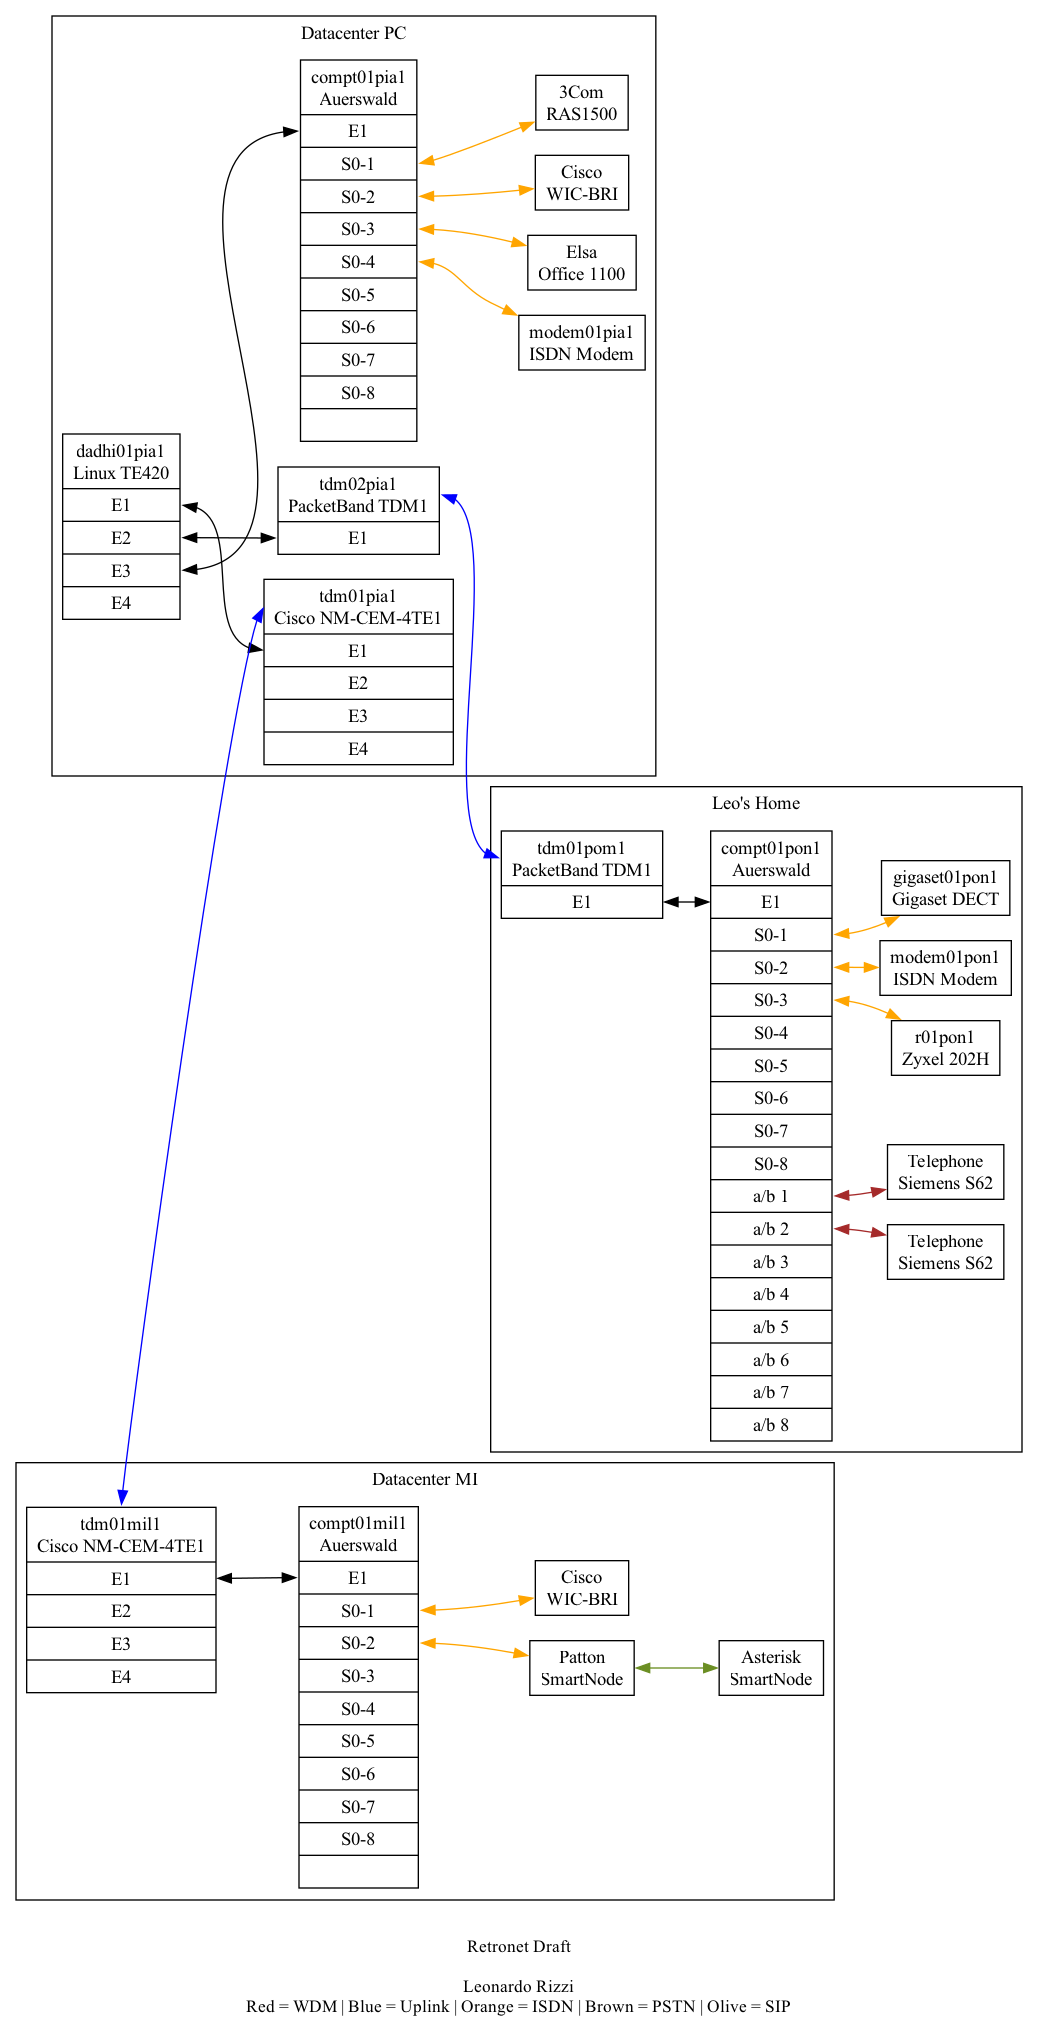 Datacenter PC
compt01pia1
Auerswald
E1
S0-1
S0-2
S0-3
S0-4
S0-5
S0-6
S0-7
S0-8
3Com
RAS1500
Cisco
WIC-BRI
Elsa
Office 1100
modem01pia1
ISDN Modem
dadhi01pia1
Linux TE420
E1
E2
E3
E4
tdm02pia1
PacketBand TDM1
E1
tdm01pia1
Cisco NM-CEM-4TE1
E1
E2
E3
E4
Leo's Home
tdm01pom1
PacketBand TDM1
E1
compt01pon1
Auerswald
E1
S0-1
S0-2
S0-3
S0-4
S0-5
S0-6
S0-7
S0-8
a/b 1
a/b 2
a/b 3
a/b 4
a/b 5
a/b 6
a/b 7
a/b 8
gigaset01pon1
Gigaset DECT
modem01pon1
ISDN Modem
r01pon1
Zyxel 202H
Telephone
Siemens S62
Telephone
Siemens S62
Datacenter MI
tdm01mil1
Cisco NM-CEM-4TE1
E1
E2
E3
E4
compt01mil1
Auerswald
E1
S0-1
S0-2
S0-3
S0-4
S0-5
S0-6
S0-7
S0-8
Cisco
WIC-BRI
Patton
SmartNode
Asterisk
SmartNode
Retronet Draft
Leonardo Rizzi
Red = WDM | Blue = Uplink | Orange = ISDN | Brown = PSTN | Olive = SIP